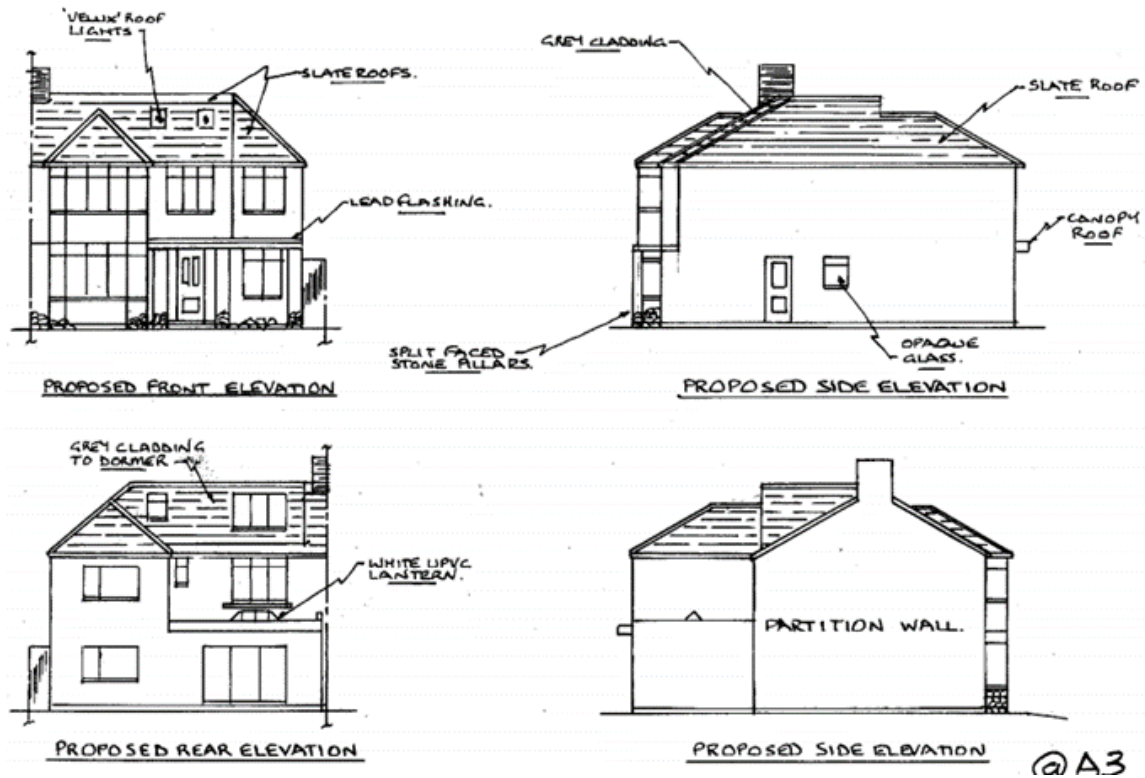 'VELUX' ROOF
LIGHTS
SLATE ROOFS.
LEAD FLASHING.
PROPOSED FRONT ELEVATION
GREY CLADDING
SLATE ROOF
CANOPY
ROOF
SPLIT FACED
STONE PILLARS.
OPAQUE
GLASS.
PROPOSED SIDE ELEVATION
GREY CLADDING
TO DORMER
WHITE UPVC
LANTERN.
PROPOSED REAR ELEVATION
PARTITION WALL.
PROPOSED SIDE ELEVATION
@ A3